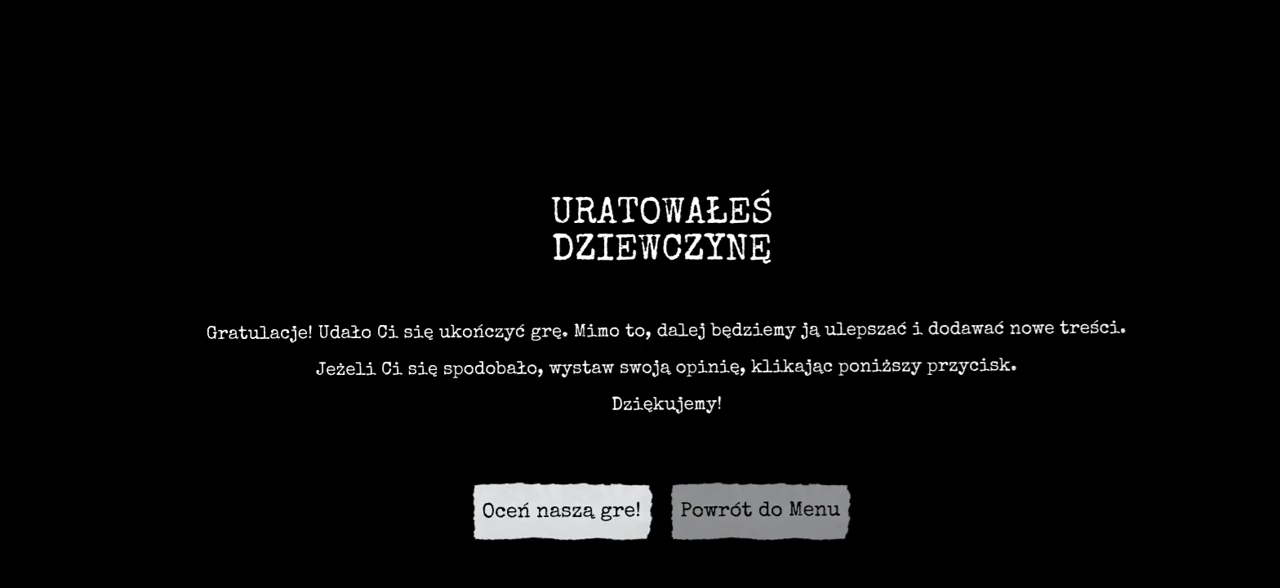 URATOWAŁEŚ
DZIEWCZYNĘ
Gratulacje! Udało Ci się ukończyć grę. Mimo to, dalej będziemy ją ulepszać i dodawać nowe treści.
Jeżeli Ci się spodobało, wystaw swoją opinię, klikając poniższy przycisk.
Dziękujemy!
Oceń naszą gre! Powrót do Menu